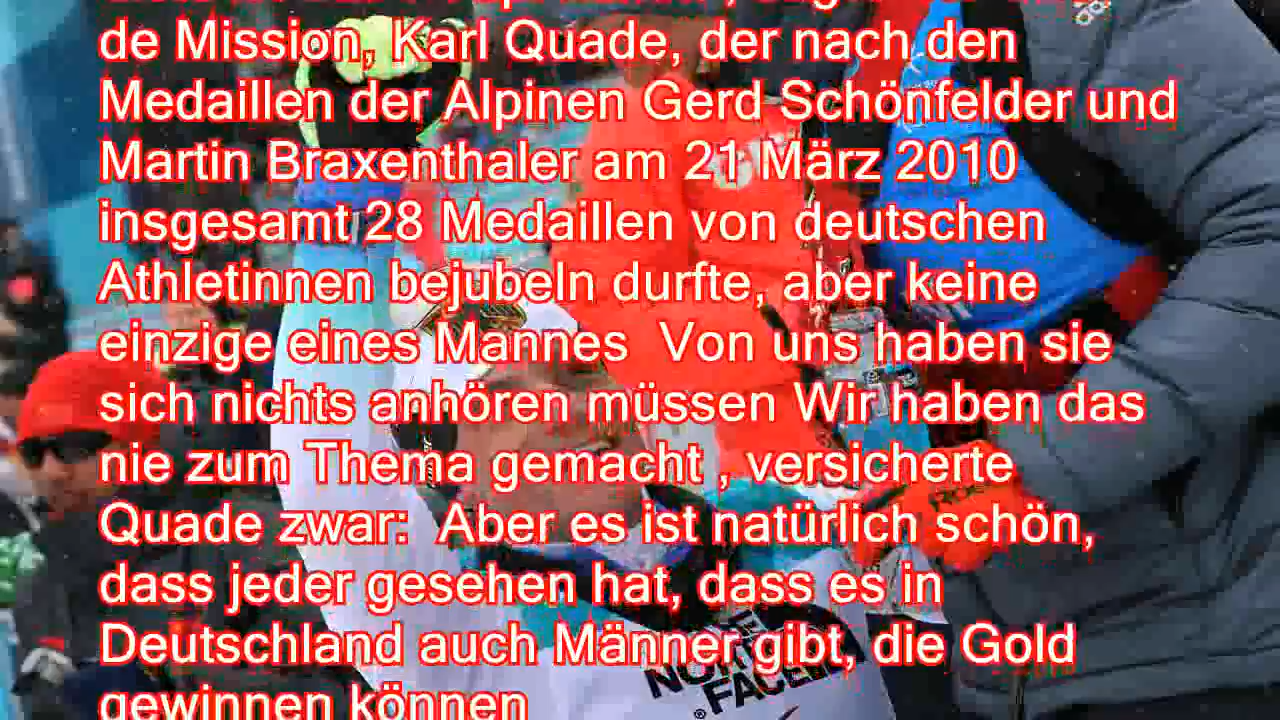 de Mission, Karl Quade, der nach den
Medaillen der Alpinen Gerd Schönfelder und
Martin Braxenthaler am 21 März 2010
insgesamt 28 Medaillen von deutschen
Athletinnen bejubeln durfte, aber keine
einzige eines Mannes  Von uns haben sie
sich nichts anhören müssen Wir haben das
nie zum Thema gemacht , versicherte
Quade zwar:  Aber es ist natürlich schön,
dass jeder gesehen hat, dass es in
Deutschland auch Männer gibt, die Gold
gewinnen können